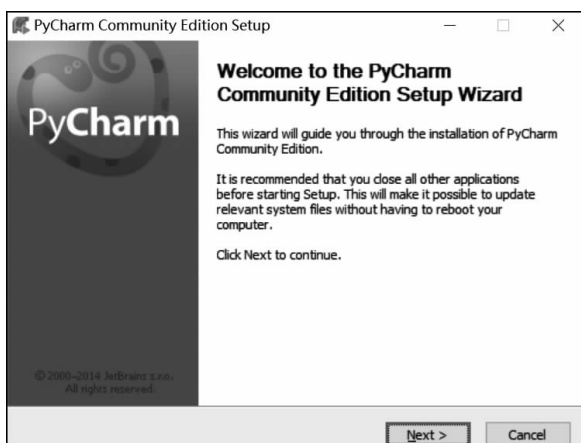 PyCharm Community Edition Setup
PyCharm
Welcome to the PyCharm
Community Edition Setup Wizard
This wizard will guide you through the installation of PyCharm
Community Edition.
It is recommended that you close all other applications
before starting Setup. This will make it possible to update
relevant system files without having to reboot your
computer.
Click Next to continue.
© 2000–2014 JetBrains s.r.o.
All rights reserved.
Next >
Cancel